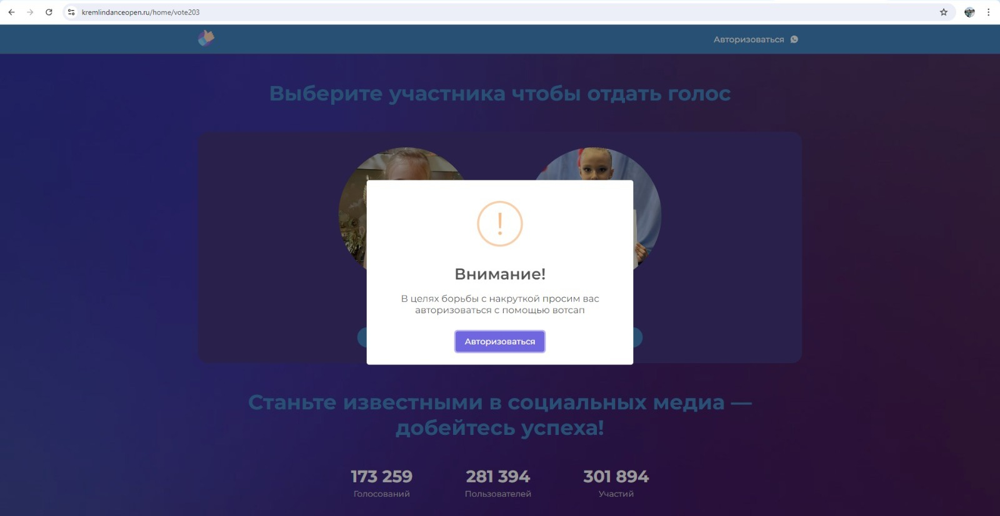 kremlindanceopen.ru/home/vote203
Авторизоваться
Выберите участника чтобы отдать голос
!
Внимание!
В целях борьбы с накруткой просим вас
авторизоваться с помощью вотсап
Авторизоваться
Станьте известными в социальных медиа —
добейтесь успеха!
173 259 281 394 301 894
Голосований Пользователей Участий